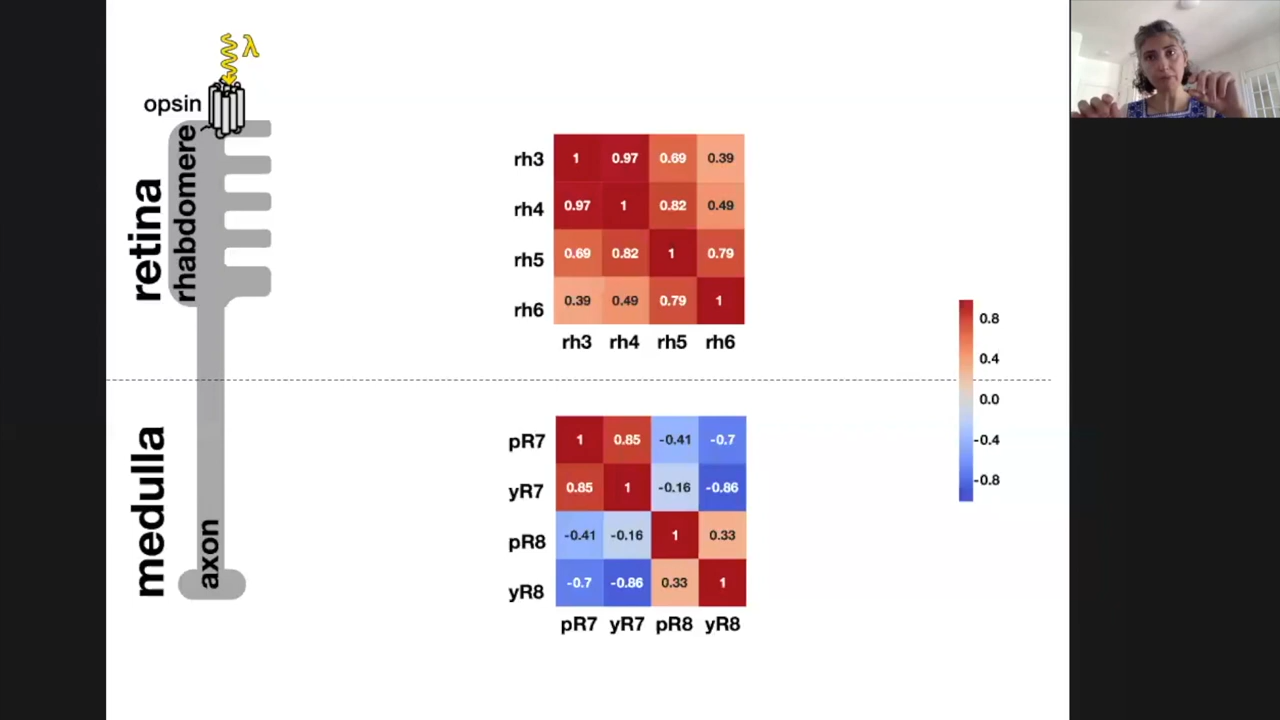 λ
opsin
rhabdomere
retina
rh3 1 0.97 0.69 0.39
rh4 0.97 1 0.82 0.49
rh5 0.69 0.82 1 0.79
rh6 0.39 0.49 0.79 1
rh3 rh4 rh5 rh6
0.8
0.4
0.0
-0.4
-0.8
medulla
axon
pR7 1 0.85 -0.41 -0.7
yR7 0.85 1 -0.16 -0.86
pR8 -0.41 -0.16 1 0.33
yR8 -0.7 -0.86 0.33 1
pR7 yR7 pR8 yR8